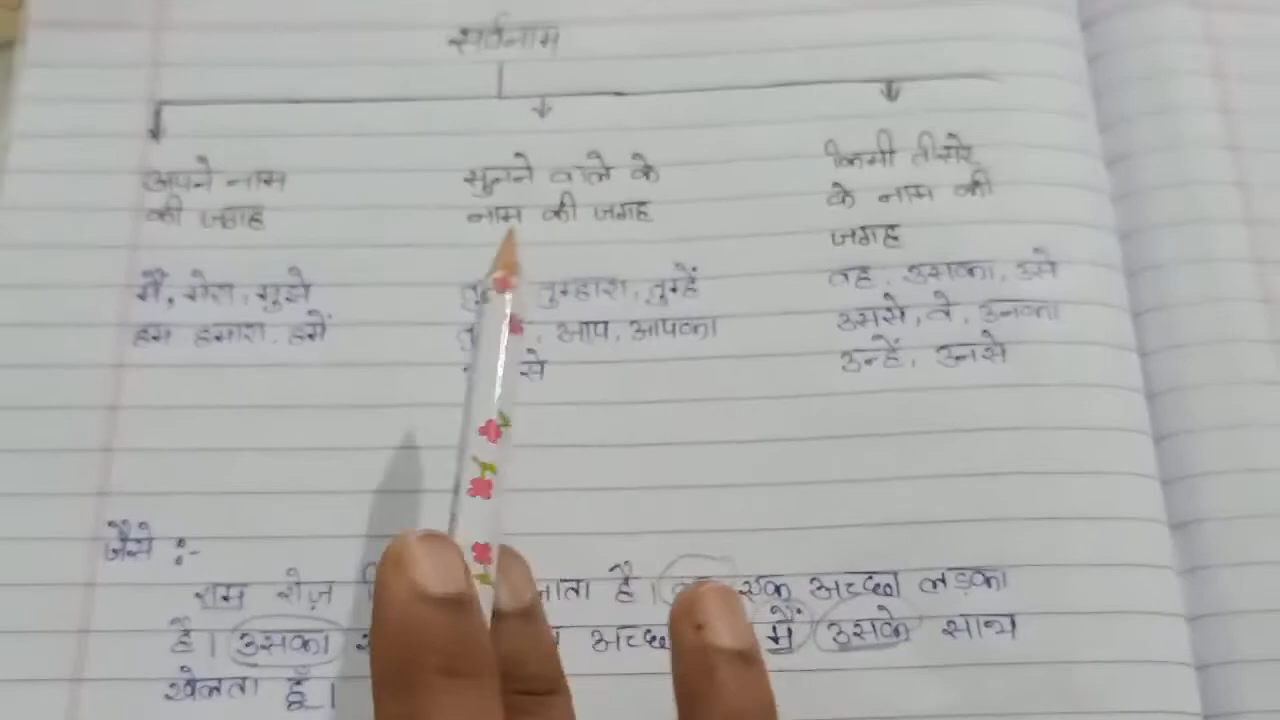 सर्वनाम
अपने नाम
की जगह
सुनने वाले के
नाम की जगह
किसी तीसरे
के नाम की
जगह
मैं, मेरा, मुझे
हम हमारा, हमें
तुम्हारा, तुम्हें
, आप, आपका
से
वह, उसका, उसे
उससे, वे, उनका
उन्हें, उनसे
जैसे :-
राम रोज़ जाता है। एक अच्छा लड़का
है। उसका मैं उसके साथ
खेलता हूँ।